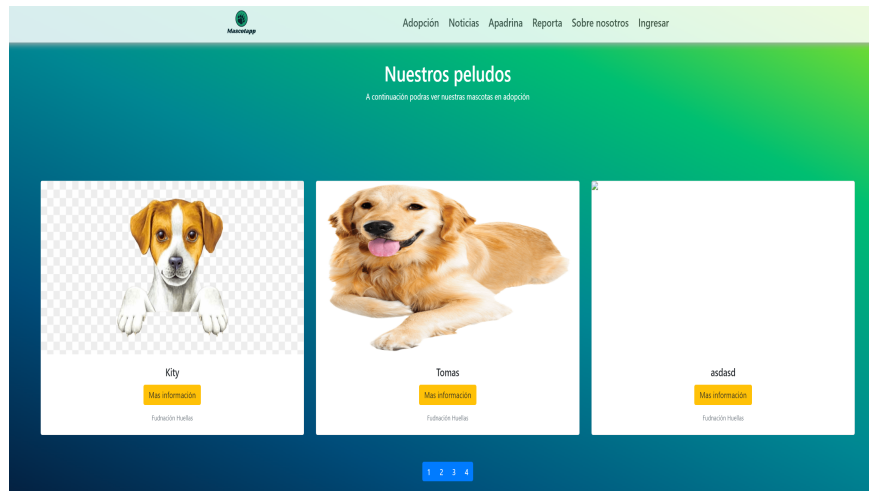 Mascotapp
Adopción Noticias Apadrina Reporta Sobre nosotros Ingresar
Nuestros peludos
A continuación podras ver nuestras mascotas en adopción
Kity
Mas información
Fudnación Huellas
Tomas
Mas información
Fudnación Huellas
asdasd
Mas información
Fudnación Huellas
1 2 3 4